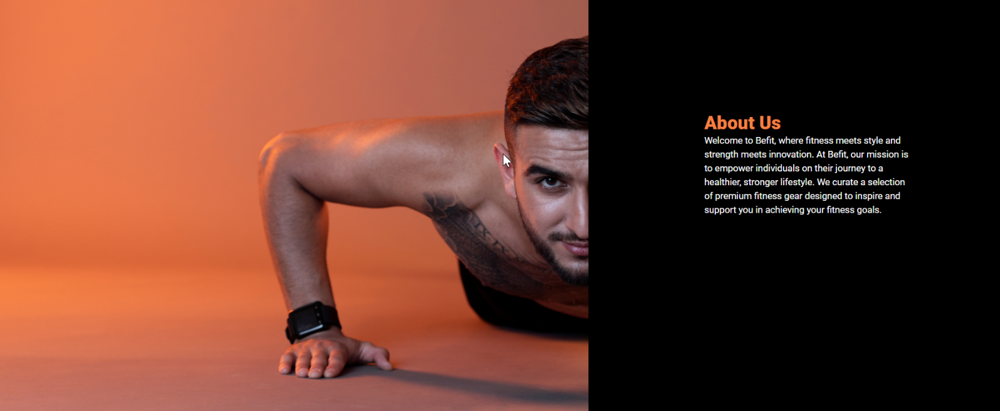 About Us
Welcome to Befit, where fitness meets style and
strength meets innovation. At Befit, our mission is
to empower individuals on their journey to a
healthier, stronger lifestyle. We curate a selection
of premium fitness gear designed to inspire and
support you in achieving your fitness goals.